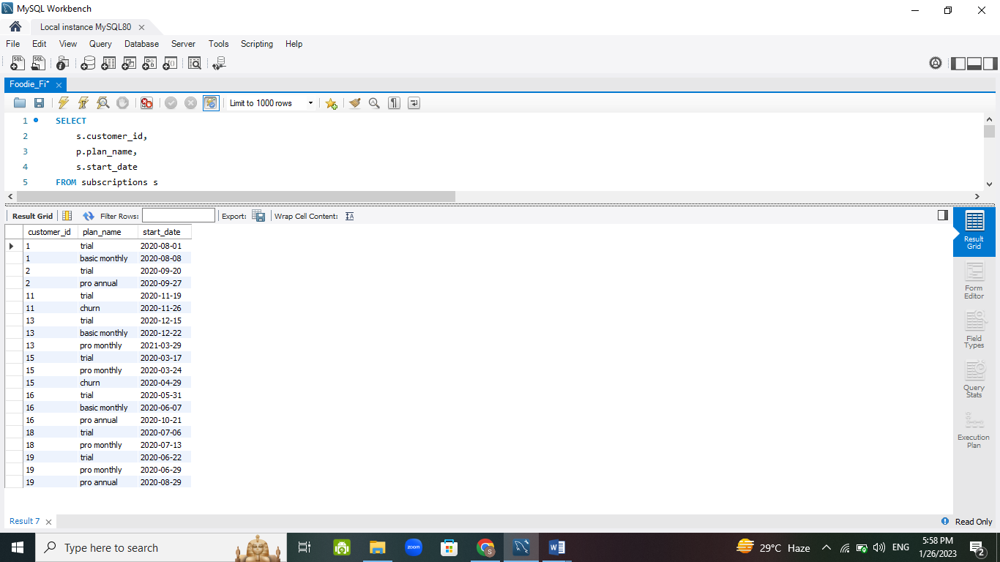 MySQL Workbench
Local instance MySQL80
File Edit View Query Database Server Tools Scripting Help
Foodie_Fi*
Limit to 1000 rows
1 SELECT
2 s.customer_id,
3 p.plan_name,
4 s.start_date
5 FROM subscriptions s
Result Grid Filter Rows: Export: Wrap Cell Content:
customer_id plan_name start_date
1 trial 2020-08-01
1 basic monthly 2020-08-08
2 trial 2020-09-20
2 pro annual 2020-09-27
11 trial 2020-11-19
11 churn 2020-11-26
13 trial 2020-12-15
13 basic monthly 2020-12-22
13 pro monthly 2021-03-29
15 trial 2020-03-17
15 pro monthly 2020-03-24
15 churn 2020-04-29
16 trial 2020-05-31
16 basic monthly 2020-06-07
16 pro annual 2020-10-21
18 trial 2020-07-06
18 pro monthly 2020-07-13
19 trial 2020-06-22
19 pro monthly 2020-06-29
19 pro annual 2020-08-29
Result
Grid
Form
Editor
Field
Types
Query
Stats
Execution
Plan
Result 7
Read Only
Type here to search
zoom
S
W
29°C Haze
ENG
5:58 PM
1/26/2023
2